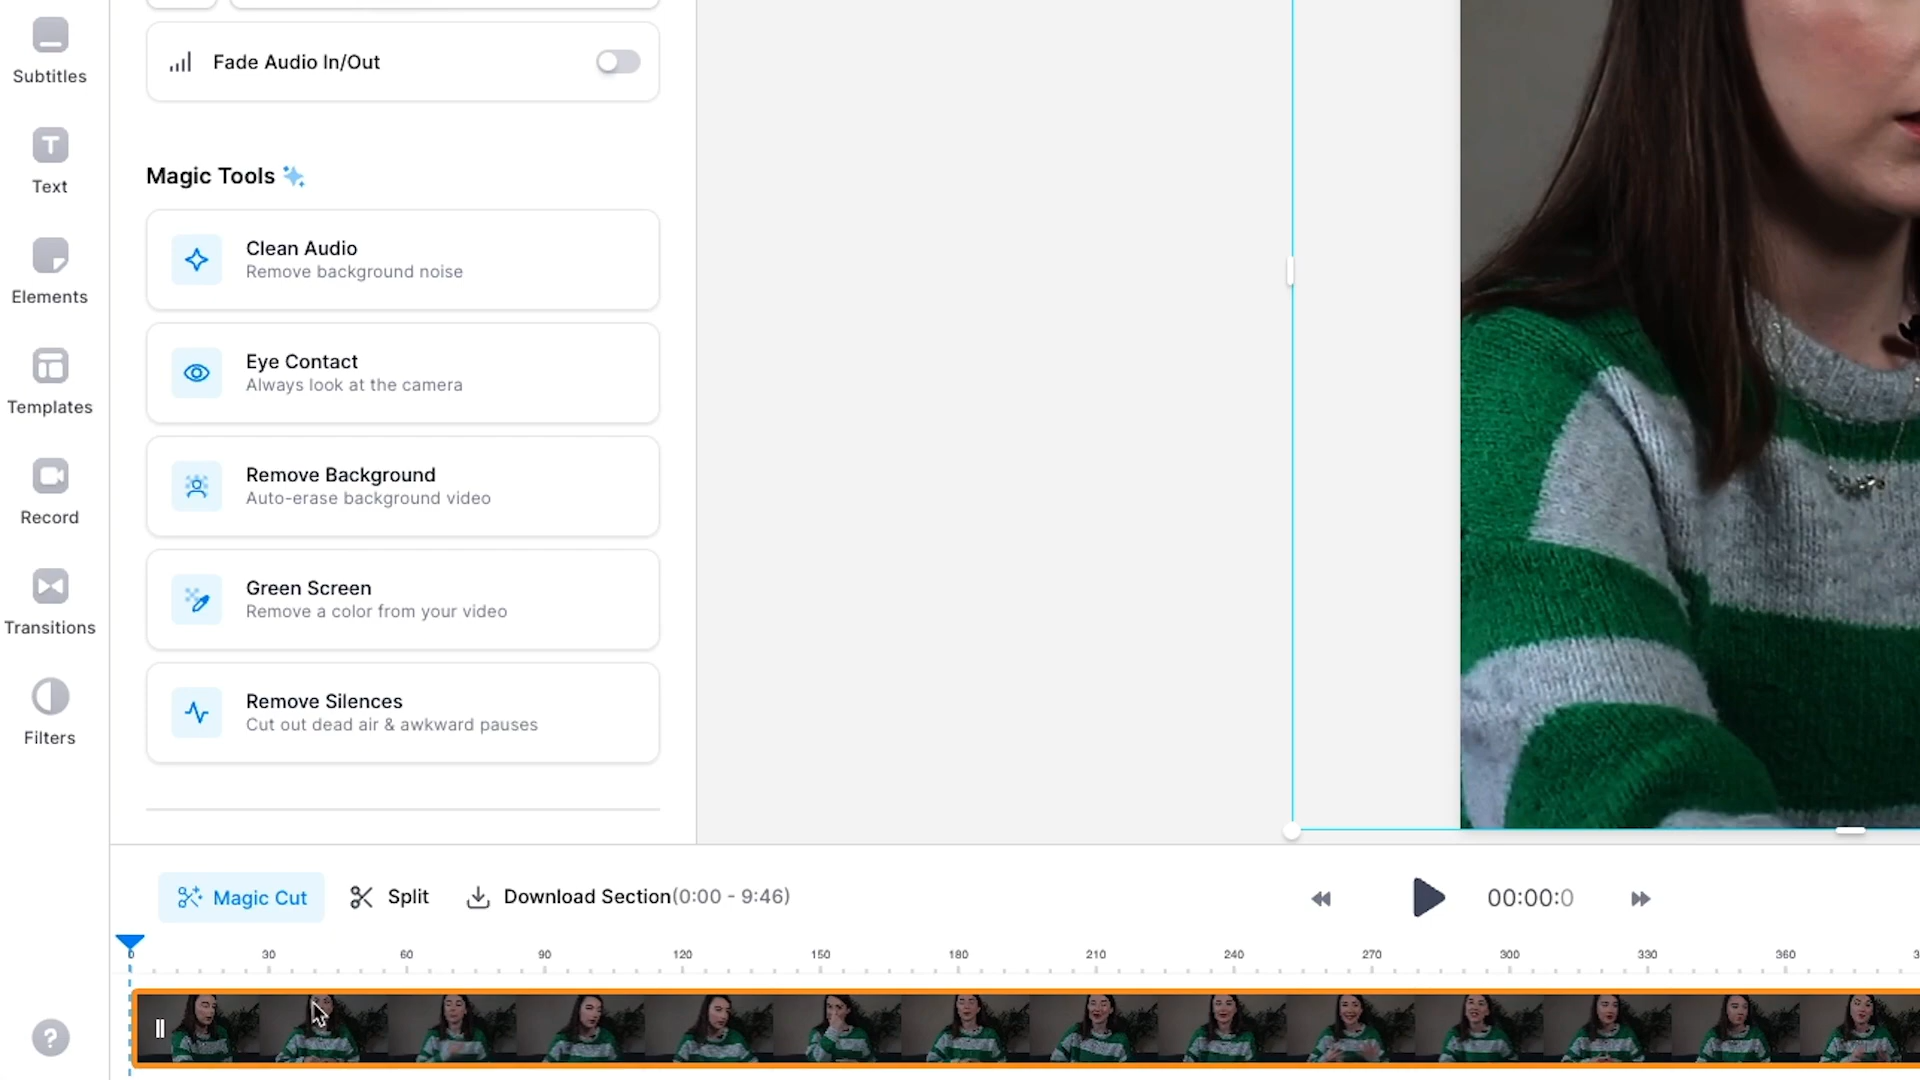 Subtitles
Text
Elements
Templates
Record
Transitions
Filters
?
Fade Audio In/Out
Magic Tools
Clean Audio
Remove background noise
Eye Contact
Always look at the camera
Remove Background
Auto-erase background video
Green Screen
Remove a color from your video
Remove Silences
Cut out dead air & awkward pauses
Magic Cut
Split
Download Section(0:00 - 9:46)
00:00:0
0 30 60 90 120 150 180 210 240 270 300 330 360